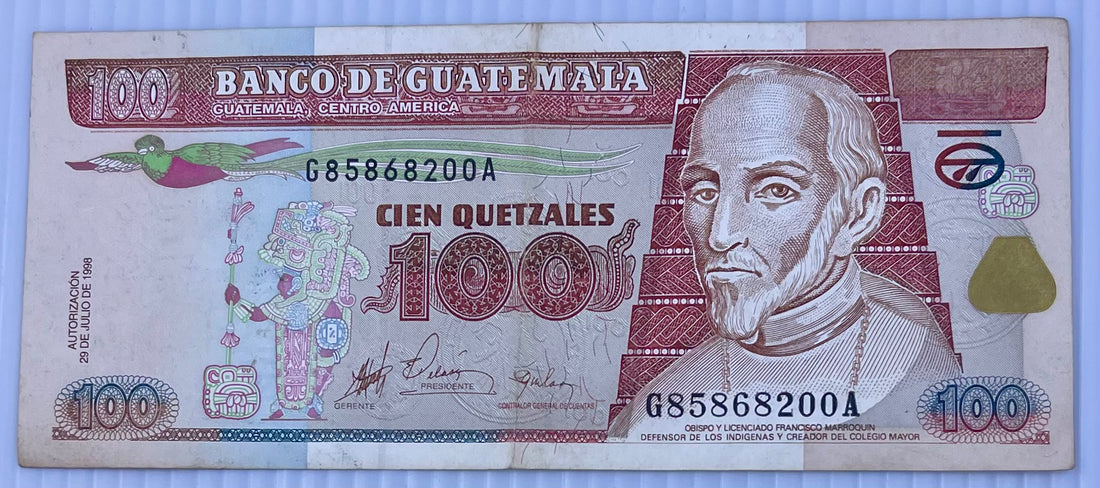 100
BANCO DE GUATEMALA
GUATEMALA, CENTRO AMERICA
G85868200A
CIEN QUETZALES
100
AUTORIZACIÓN
29 DE JULIO DE 1998
GERENTE
PRESIDENTE
CONTRALOR GENERAL DE CUENTAS
100
G85868200A
100
OBISPO Y LICENCIADO FRANCISCO MARROQUIN
DEFENSOR DE LOS INDIGENAS Y CREADOR DEL COLEGIO MAYOR